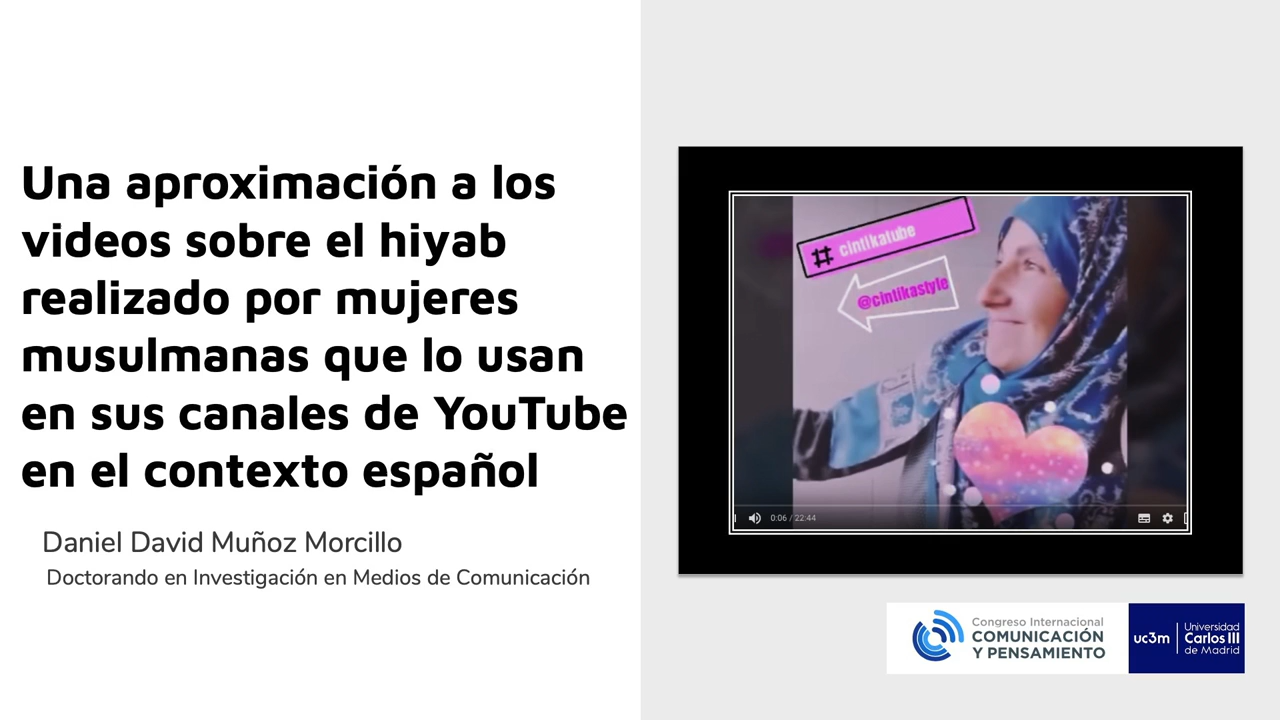 Una aproximación a los
videos sobre el hiyab
realizado por mujeres
musulmanas que lo usan
en sus canales de YouTube
en el contexto español
Daniel David Muñoz Morcillo
Doctorando en Investigación en Medios de Comunicación
# cintikatube
@cintikastyle
0:06 / 22:44
Congreso Internacional
COMUNICACIÓN
Y PENSAMIENTO
uc3m
Universidad
Carlos III
de Madrid